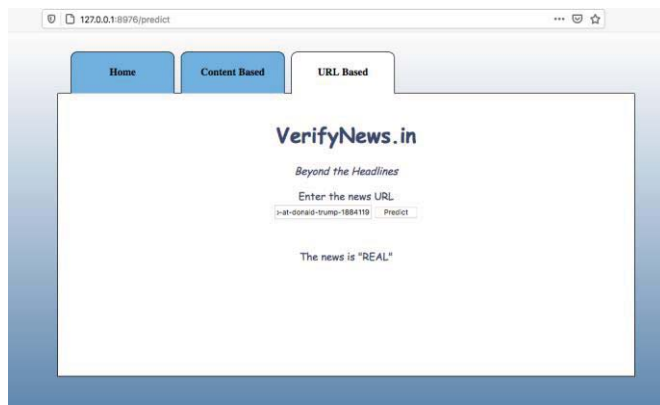 127.0.0.1:8976/predict
Home Content Based URL Based
VerifyNews.in
Beyond the Headlines
Enter the news URL
-at-donald-trump-1884119 Predict
The news is "REAL"